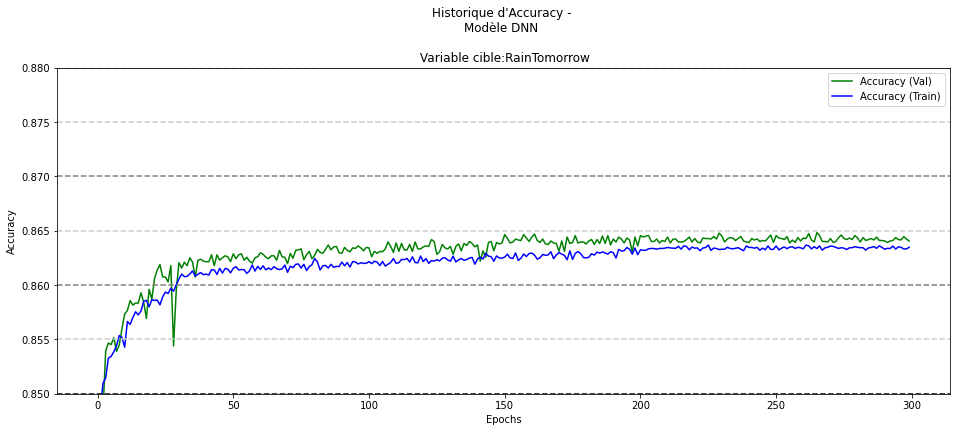 Historique d'Accuracy -
Modèle DNN
Variable cible:RainTomorrow
0.880
0.875
0.870
0.865
0.860
0.855
0.850
Accuracy
Accuracy (Val)
Accuracy (Train)
0
50
100
150
200
250
300
Epochs